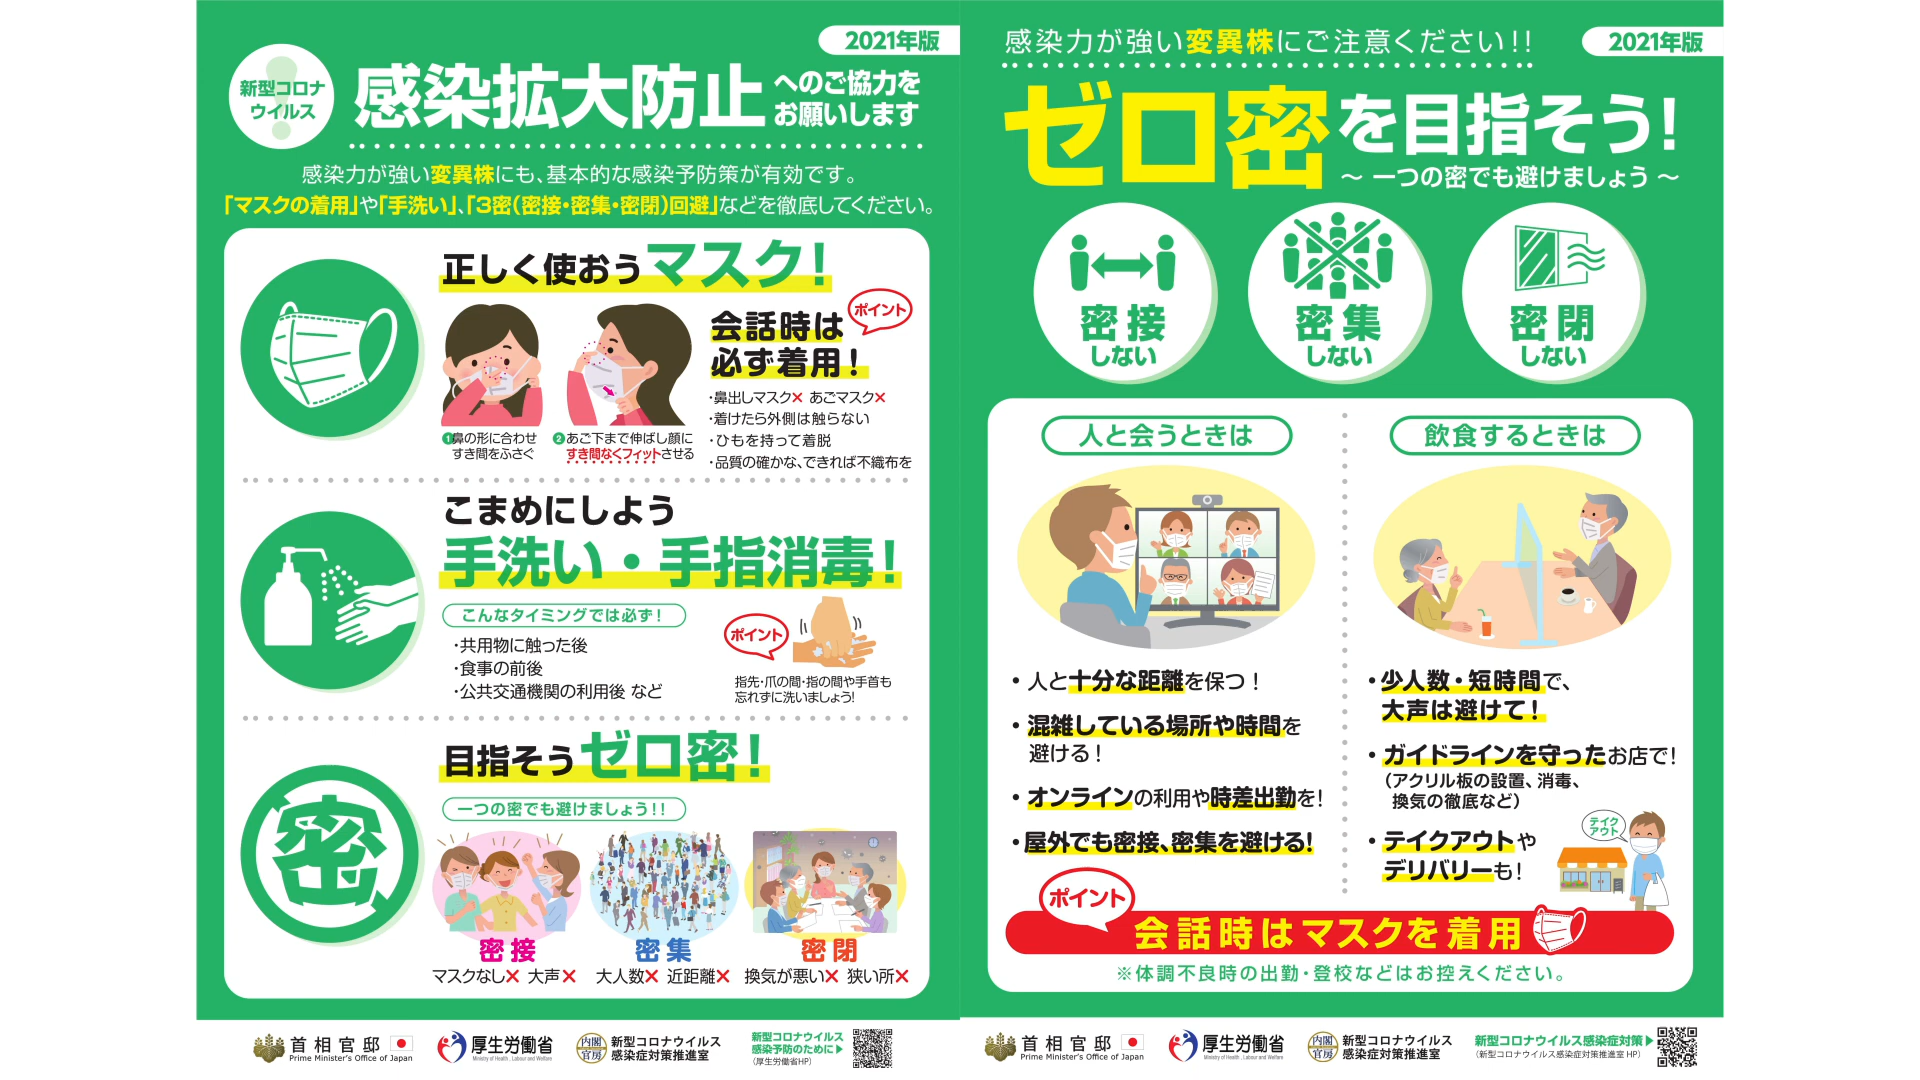 2021年版
新型コロナ
ウイルス
感染拡大防止
へのご協力を
お願いします
感染力が強い変異株にも、基本的な感染予防策が有効です。
「マスクの着用」や「手洗い」、「3密(密接・密集・密閉)回避」などを徹底してください。
正しく使おうマスク!
ポイント
会話時は
必ず着用!
・鼻出しマスク× あごマスク×
・着けたら外側は触らない
・ひもを持って着脱
・品質の確かな、できれば不織布を
1鼻の形に合わせ
すき間をふさぐ
2あご下まで伸ばし顔に
すき間なくフィットさせる
こまめにしよう
手洗い・手指消毒!
こんなタイミングでは必ず!
・共用物に触った後
・食事の前後
・公共交通機関の利用後 など
ポイント
指先・爪の間・指の間や手首も
忘れずに洗いましょう!
密
目指そうゼロ密!
一つの密でも避けましょう!!
密接
マスクなし× 大声×
密集
大人数× 近距離×
密閉
換気が悪い× 狭い所×
首相官邸
Prime Minister's Office of Japan
厚生労働省
Ministry of Health, Labour and Welfare
内閣
官房
新型コロナウイルス
感染症対策推進室
新型コロナウイルス
感染予防のために▶
(厚生労働省HP)
感染力が強い変異株にご注意ください!!
2021年版
ゼロ密を目指そう!
~ 一つの密でも避けましょう ~
密接
しない
密集
しない
密閉
しない
人と会うときは
・人と十分な距離を保つ!
・混雑している場所や時間を
避ける!
・オンラインの利用や時差出勤を!
・屋外でも密接、密集を避ける!
飲食するときは
・少人数・短時間で、
大声は避けて!
・ガイドラインを守ったお店で!
(アクリル板の設置、消毒、
換気の徹底など)
・テイクアウトや
デリバリーも!
テイク
アウト
ポイント
会話時はマスクを着用
※体調不良時の出勤・登校などはお控えください。
首相官邸
Prime Minister's Office of Japan
厚生労働省
Ministry of Health, Labour and Welfare
内閣
官房
新型コロナウイルス
感染症対策推進室
新型コロナウイルス感染症対策▶
(新型コロナウイルス感染症対策推進室HP)